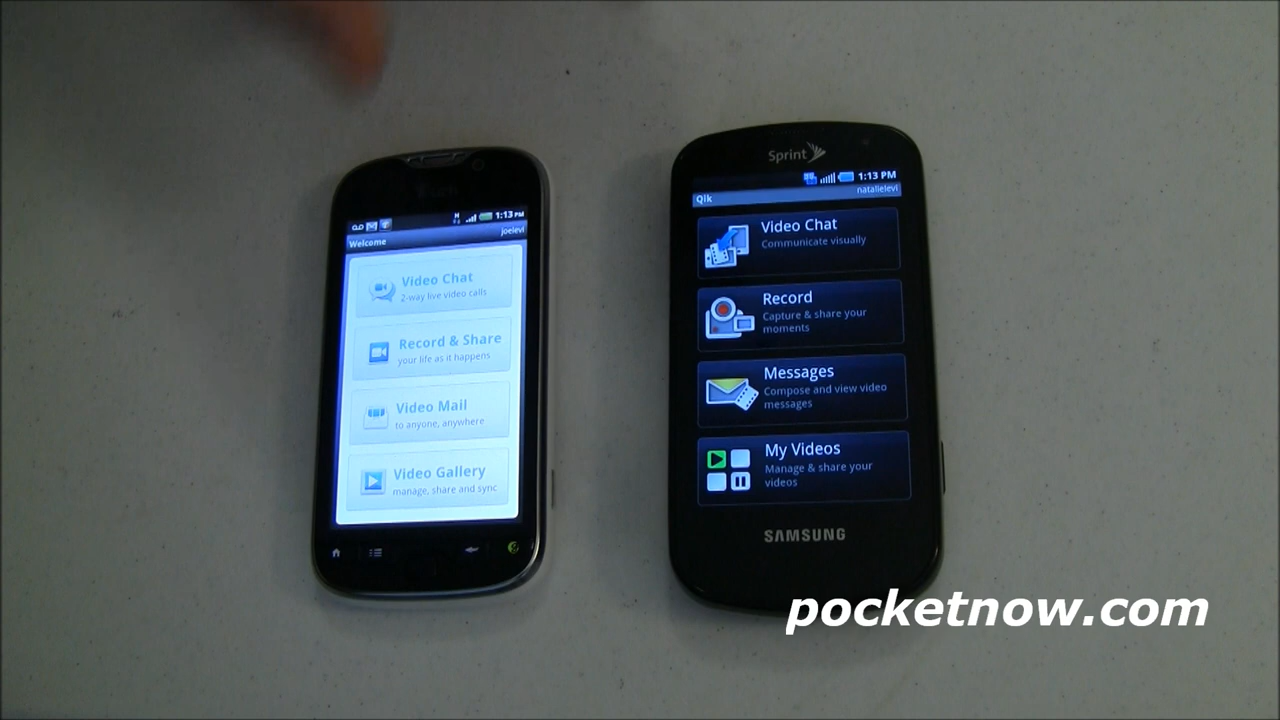 1:13 PM
Welcome
joelevi
Video Chat
2-way live video calls
Record & Share
your life as it happens
Video Mail
to anyone, anywhere
Video Gallery
manage, share and sync
Sprint
1:13 PM
Qik
natalielevi
Video Chat
Communicate visually
Record
Capture & share your
moments
Messages
Compose and view video
messages
My Videos
Manage & share your
videos
SAMSUNG
pocketnow.com